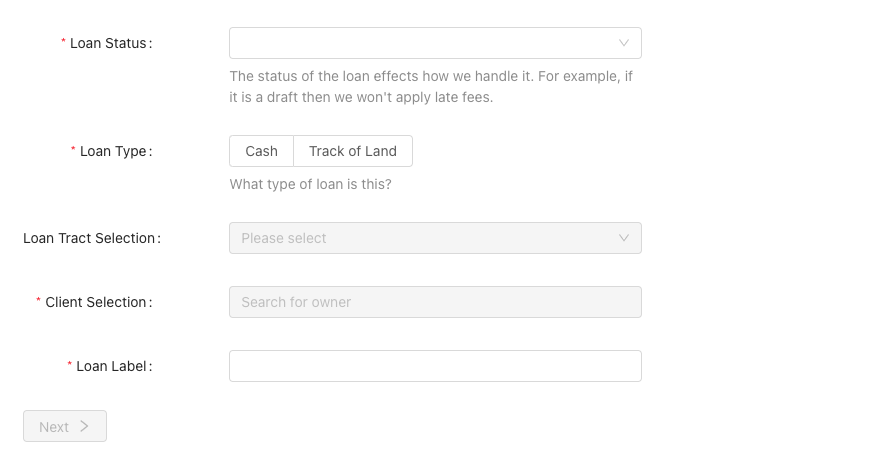 * Loan Status:
The status of the loan effects how we handle it. For example, if
it is a draft then we won't apply late fees.
* Loan Type: Cash Track of Land
What type of loan is this?
Loan Tract Selection: Please select
* Client Selection: Search for owner
* Loan Label:
Next